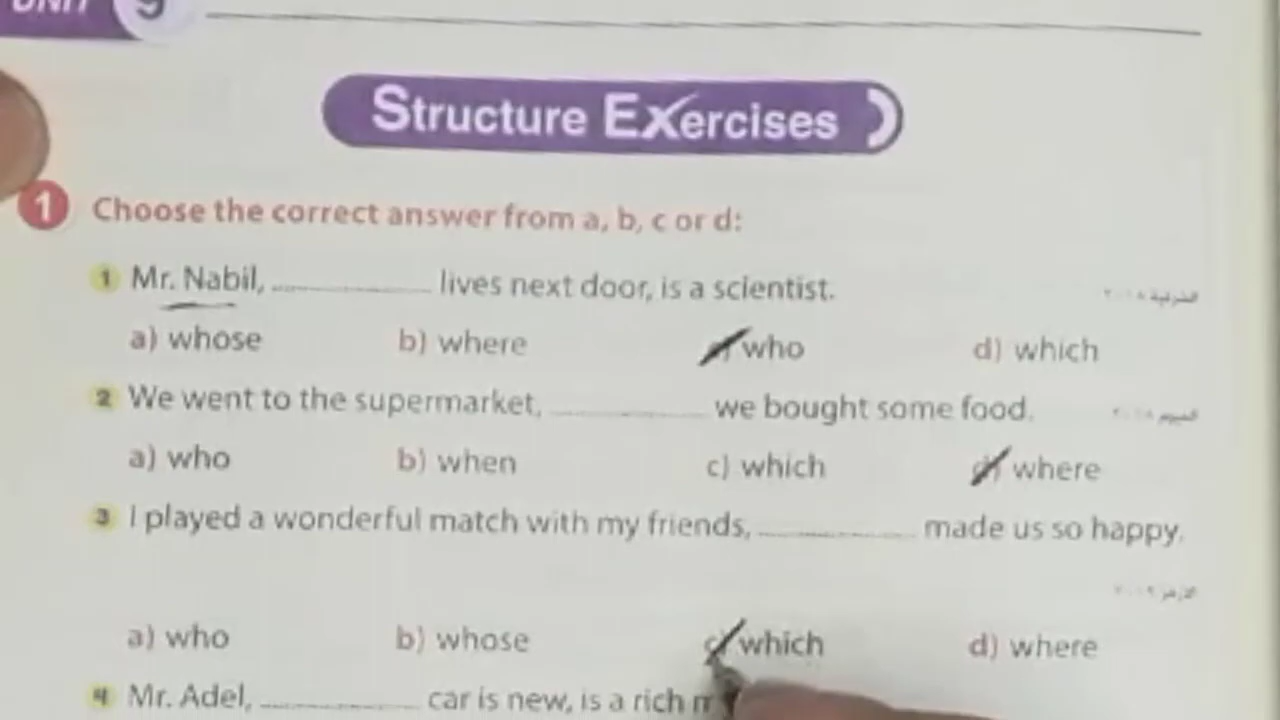 UNIT 9
Structure Exercises
1 Choose the correct answer from a, b, c or d:
1 Mr. Nabil, .................... lives next door, is a scientist.
a) whose b) where c) who d) which
2 We went to the supermarket, .................... we bought some food.
a) who b) when c) which d) where
3 I played a wonderful match with my friends, .................... made us so happy.
a) who b) whose c) which d) where
4 Mr. Adel, .................... car is new, is a rich